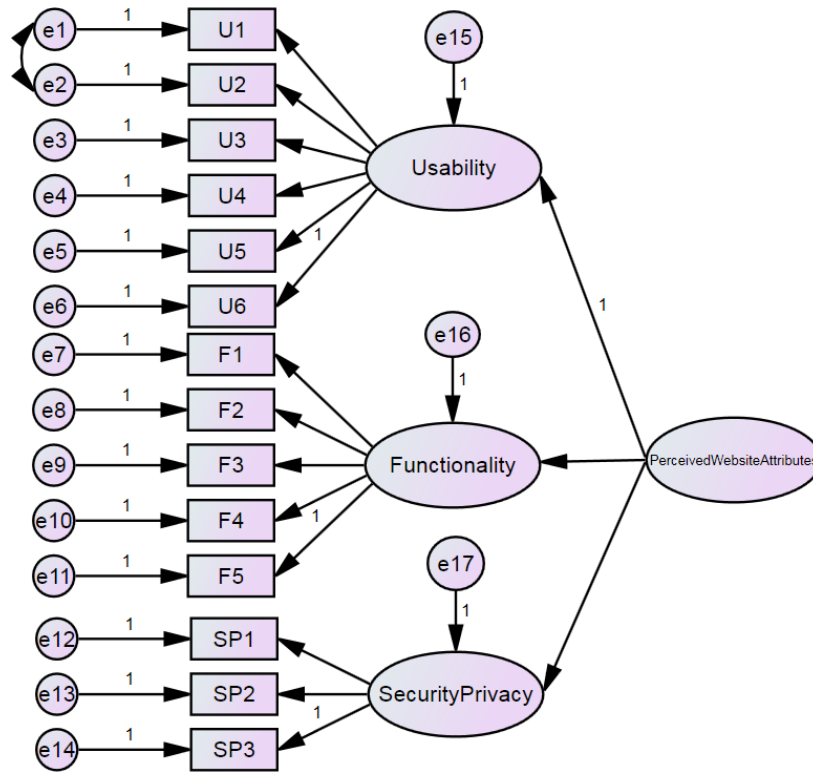 e1 1 U1
e15
e2 1 U2
1
e3 1 U3
Usability
e4 1 U4
e5 1 U5
1
e6 1 U6
1
e7 1 F1
e16
1
e8 1 F2
e9 1 F3
Functionality
PerceivedWebsiteAttributes
e10 1 F4
1
e11 1 F5
e17
1
e12 1 SP1
e13 1 SP2
SecurityPrivacy
1
e14 1 SP3